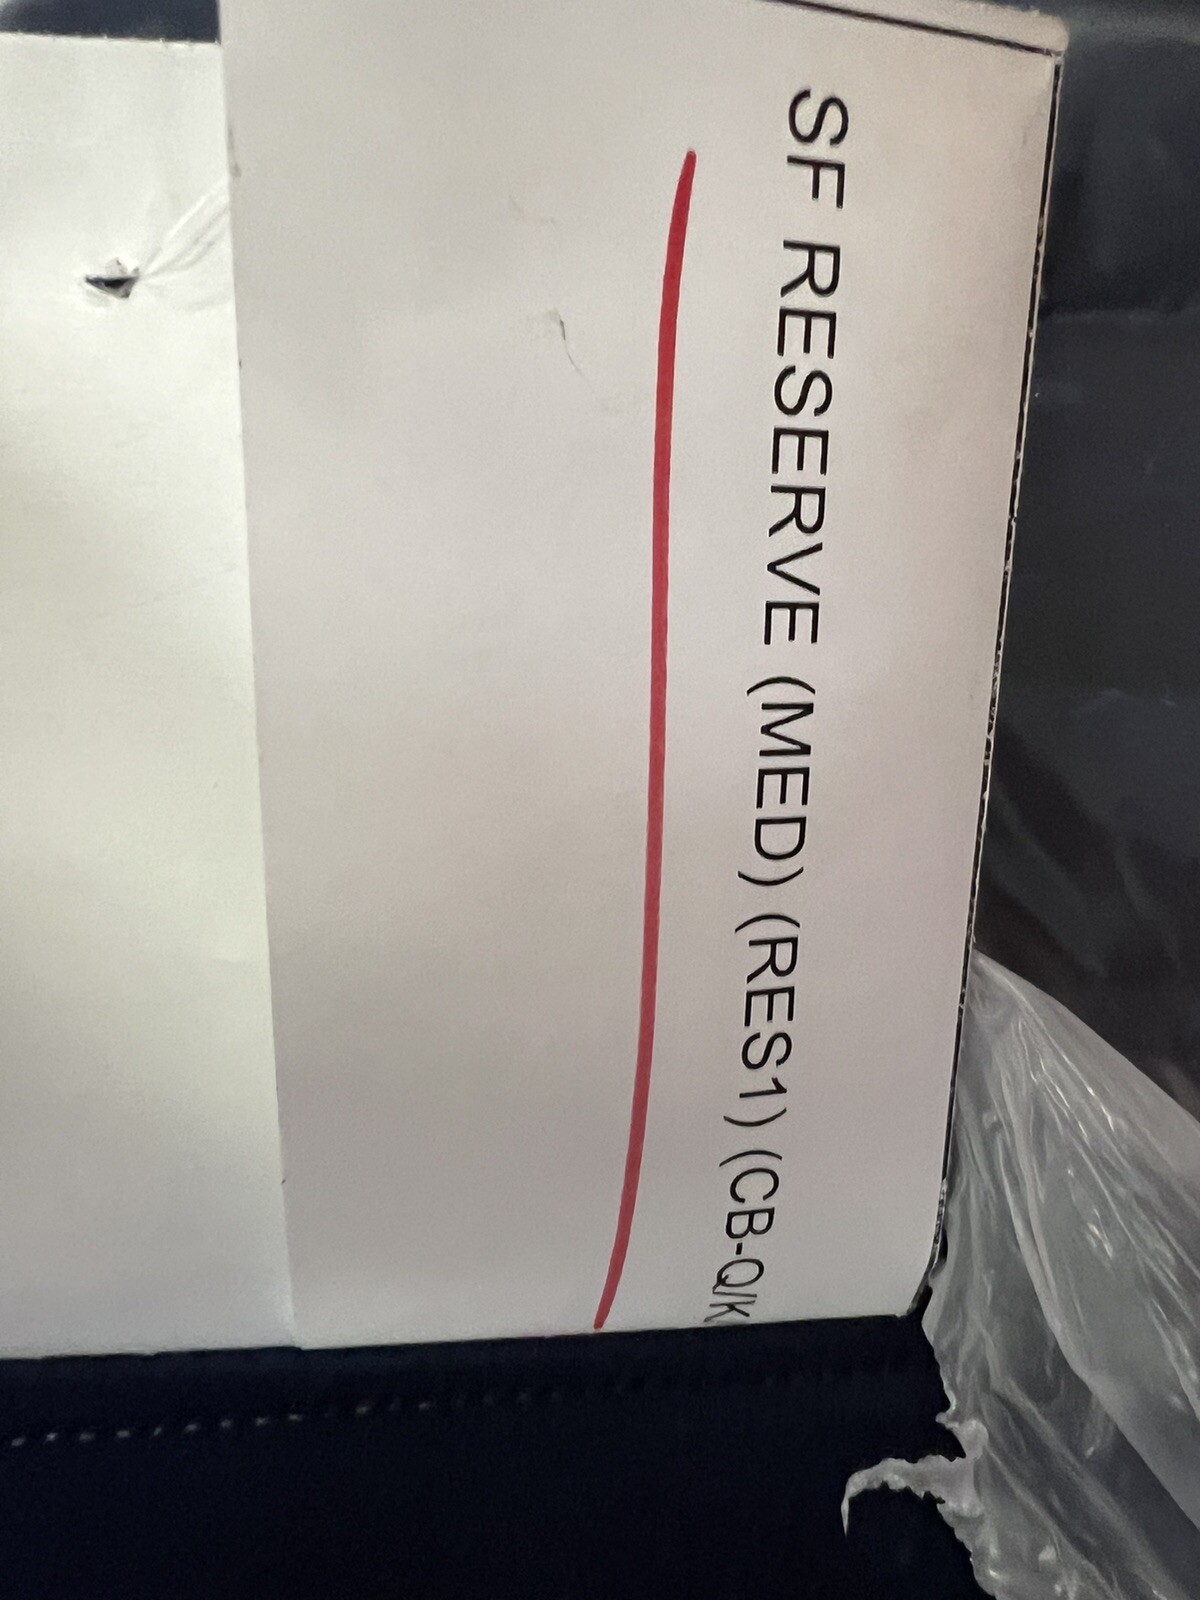 SF RESERVE (MED) (RES1) (CB-Q/K